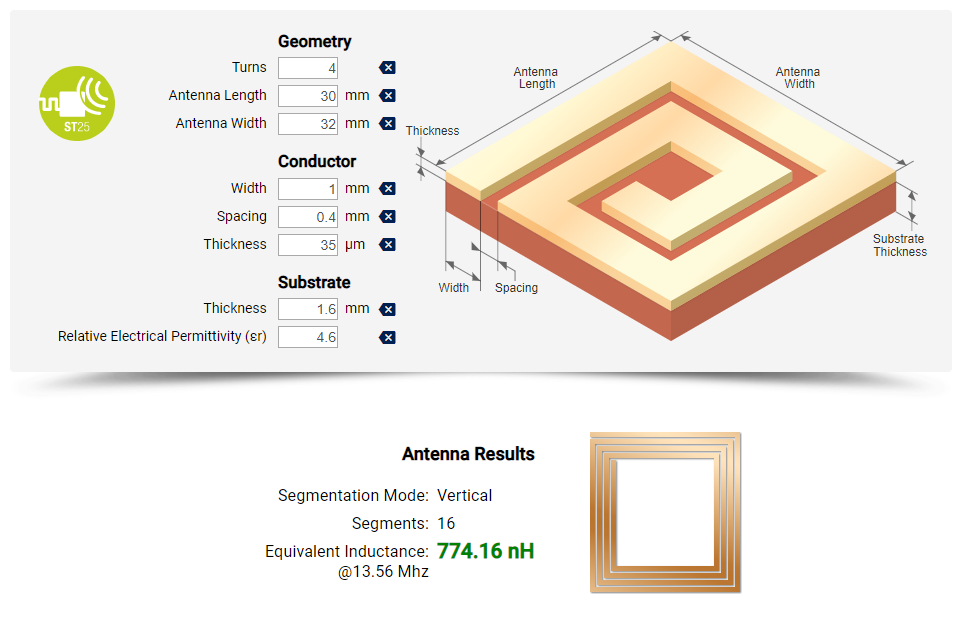 Geometry
Turns 4
Antenna Length 30 mm
Antenna Width 32 mm
Conductor
Width 1 mm
Spacing 0.4 mm
Thickness 35 µm
Substrate
Thickness 1.6 mm
Relative Electrical Permittivity (εr) 4.6
ST25
Antenna
Length
Antenna
Width
Thickness
Width
Spacing
Substrate
Thickness
Antenna Results
Segmentation Mode: Vertical
Segments: 16
Equivalent Inductance: 774.16 nH
@13.56 Mhz